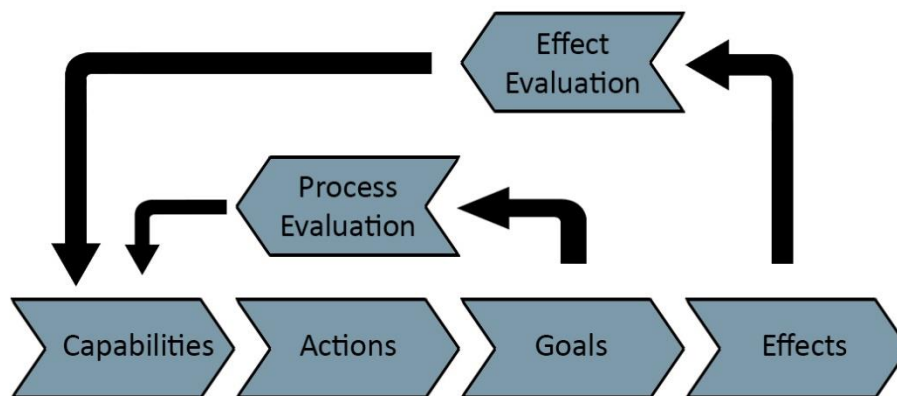 Effect
Evaluation
Process
Evaluation
Capabilities
Actions
Goals
Effects